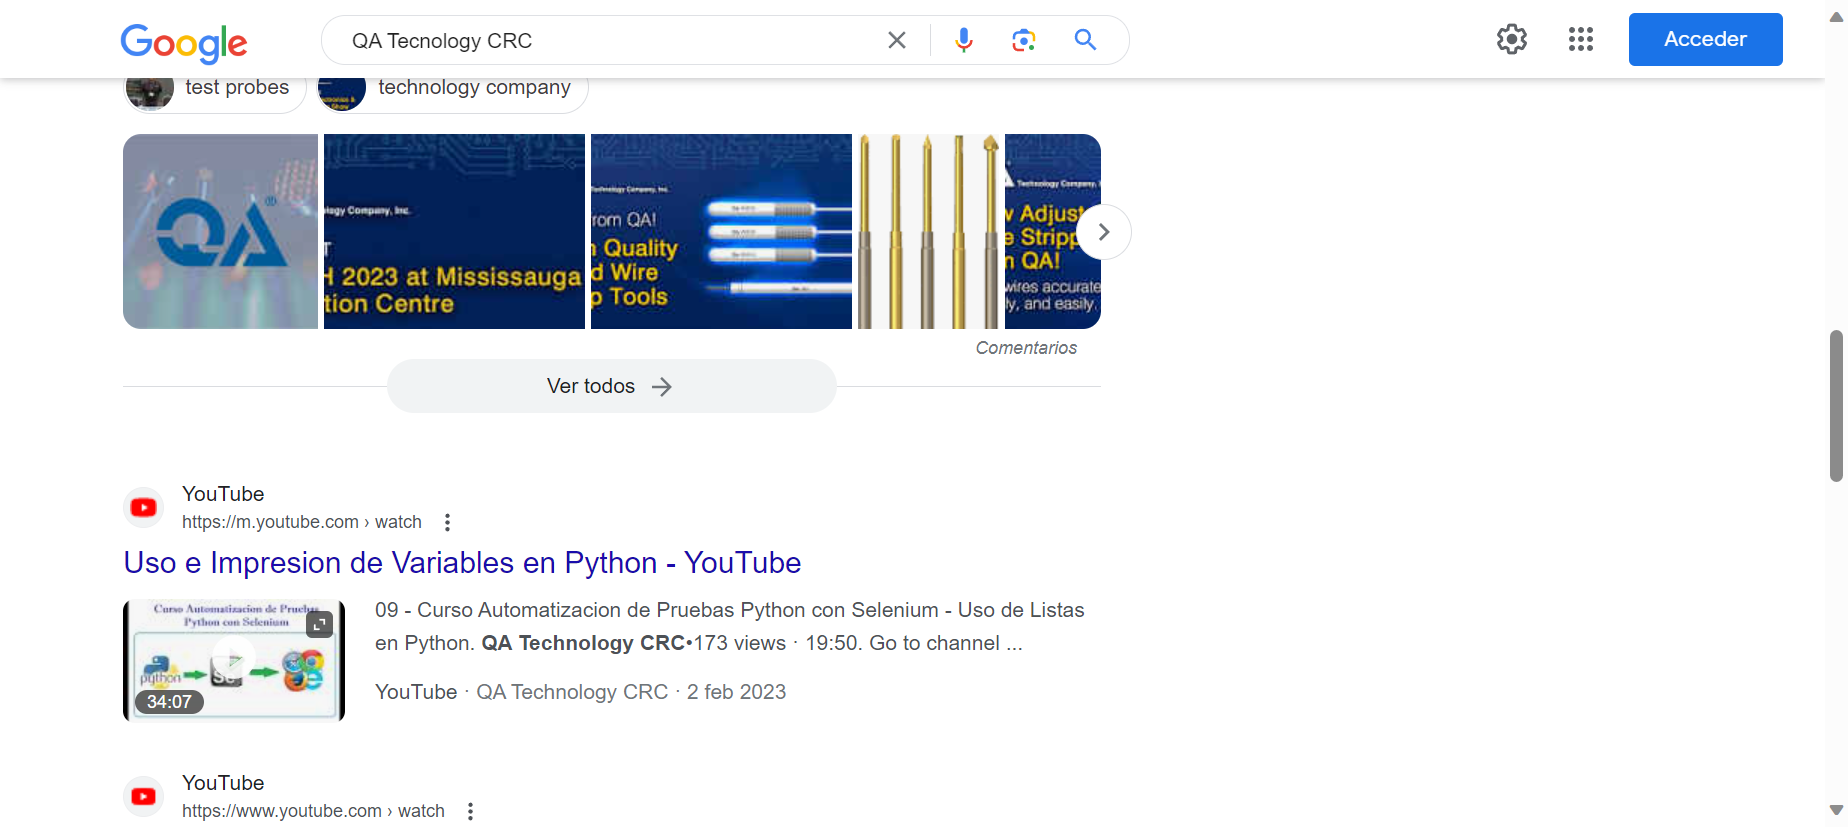 Google
QA Tecnology CRC
Acceder
test probes
technology company
QA®
Technology Company, Inc.
H 2023 at Mississauga
tion Centre
Technology Company, Inc.
rom QA!
Quality
d Wire
p Tools
Technology Company,
Adjust
e Stripp
QA!
wires accurate
ly, and easily.
Comentarios
Ver todos
YouTube
https://m.youtube.com › watch
Uso e Impresion de Variables en Python - YouTube
Curso Automatizacion de Pruebas
Python con Selenium
python
34:07
09 - Curso Automatizacion de Pruebas Python con Selenium - Uso de Listas
en Python. QA Technology CRC•173 views · 19:50. Go to channel ...
YouTube · QA Technology CRC · 2 feb 2023
YouTube
https://www.youtube.com › watch